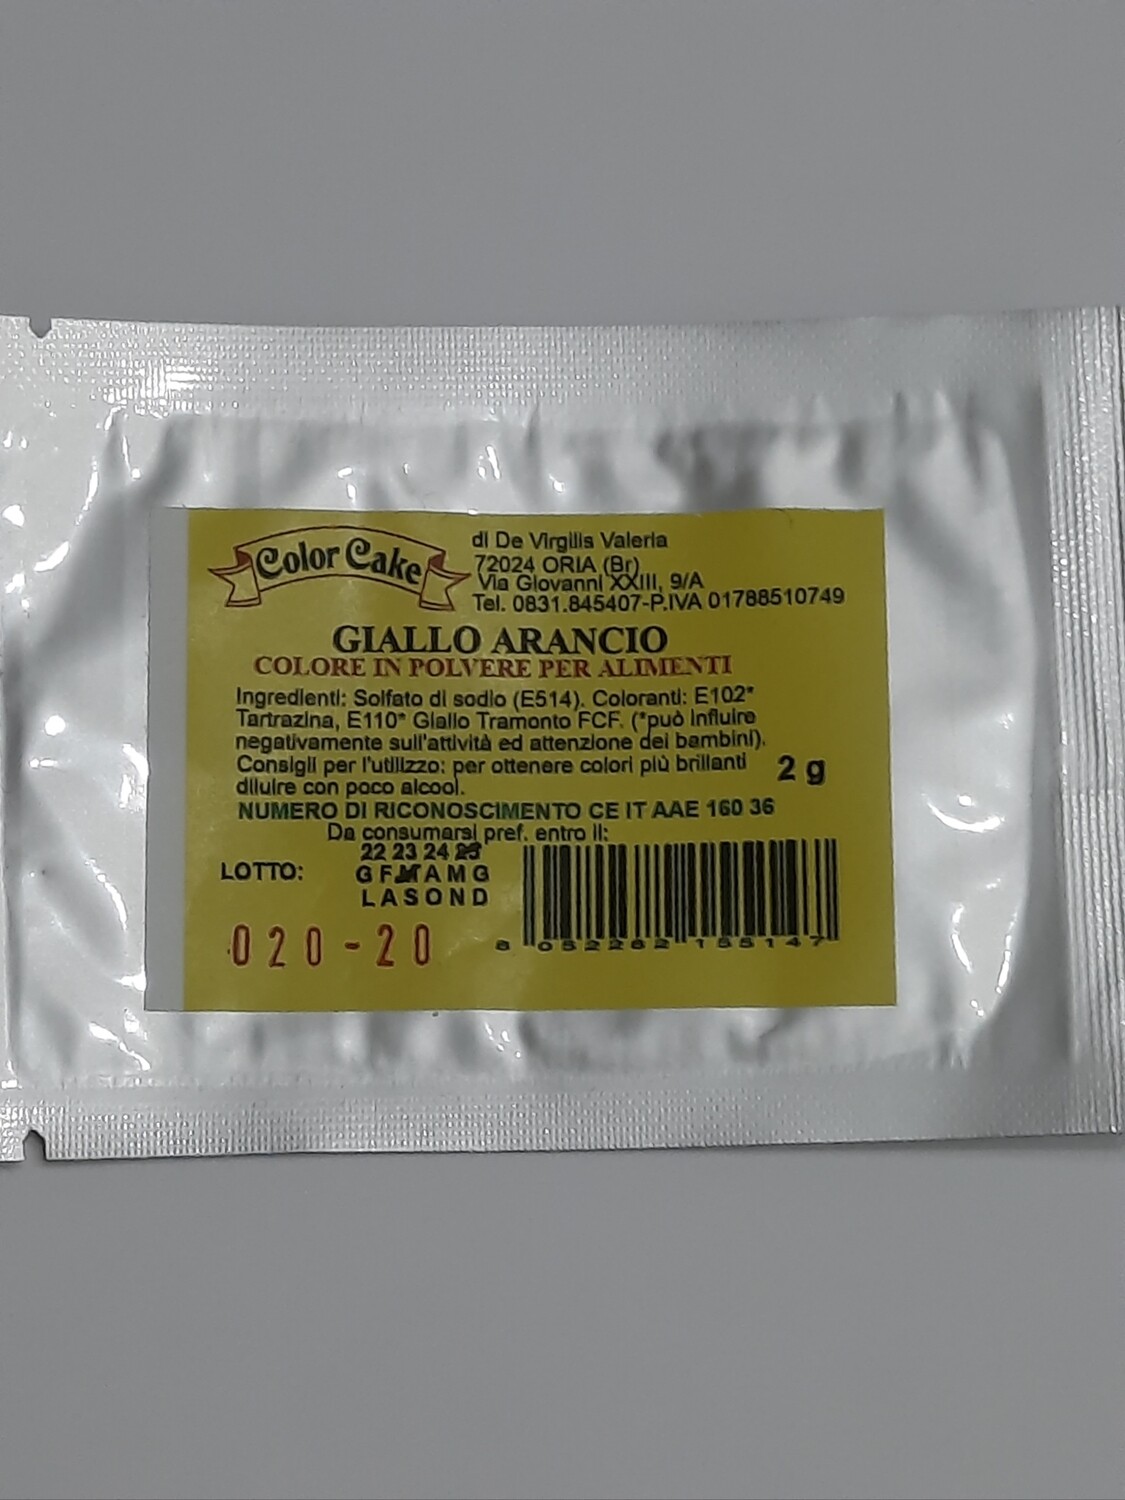 Color Cake
di De Virgilis Valeria
72024 ORIA (Br)
Via Giovanni XXIII, 9/A
Tel. 0831.845407-P.IVA 01788510749
GIALLO ARANCIO
COLORE IN POLVERE PER ALIMENTI
Ingredienti: Solfato di sodio (E514). Coloranti: E102*
Tartrazina, E110* Giallo Tramonto FCF. (*può influire
negativamente sull'attività ed attenzione dei bambini).
Consigli per l'utilizzo: per ottenere colori più brillanti
diluire con poco alcool.
2 g
NUMERO DI RICONOSCIMENTO CE IT AAE 160 36
Da consumarsi pref. entro il:
22 23 24 25
LOTTO: G F M A M G
L A S O N D
020-20
8 052282 155147